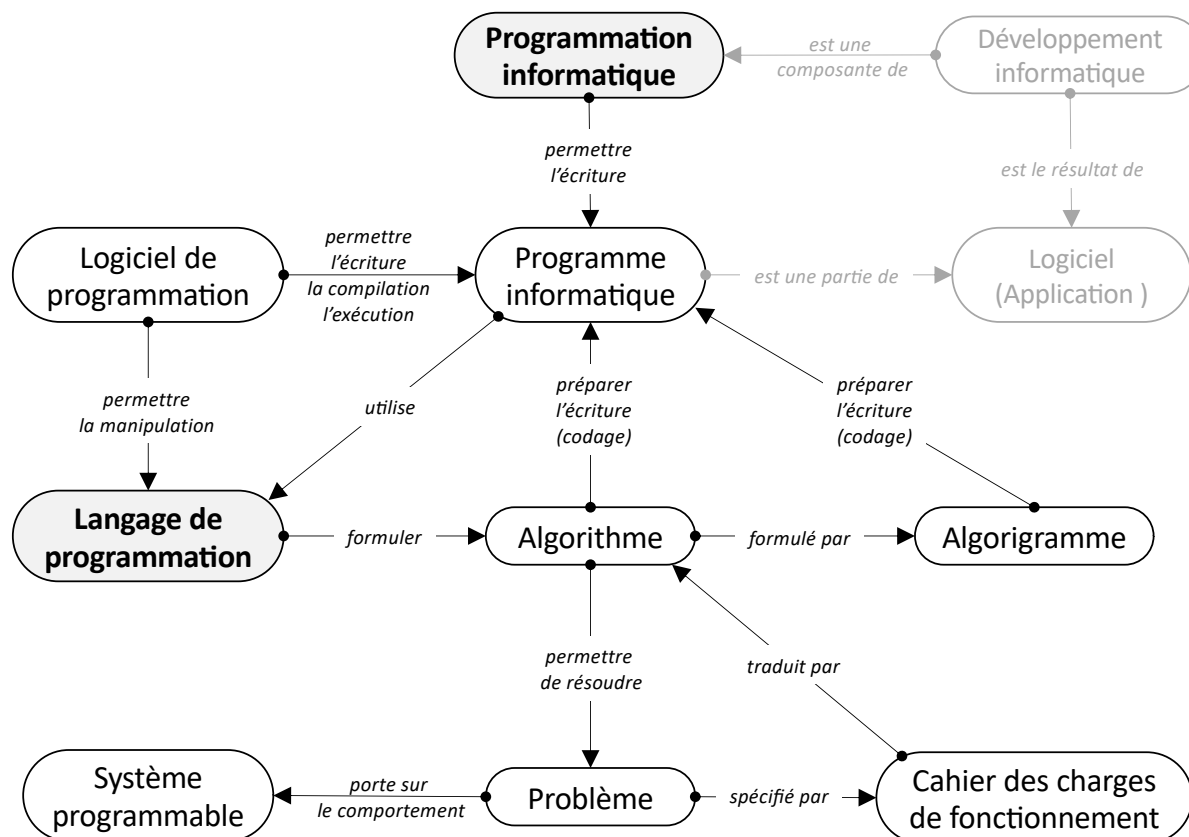 Programmation
informatique
est une
composante de
Développement
informatique
permettre
l'écriture
est le résultat de
Logiciel de
programmation
permettre
l'écriture
la compilation
l'exécution
Programme
informatique
est une partie de
Logiciel
(Application )
permettre
la manipulation
utilise
préparer
l'écriture
(codage)
préparer
l'écriture
(codage)
Langage de
programmation
formuler
Algorithme
formulé par
Algorigramme
permettre
de résoudre
traduit par
Système
programmable
porte sur
le comportement
Problème
spécifié par
Cahier des charges
de fonctionnement